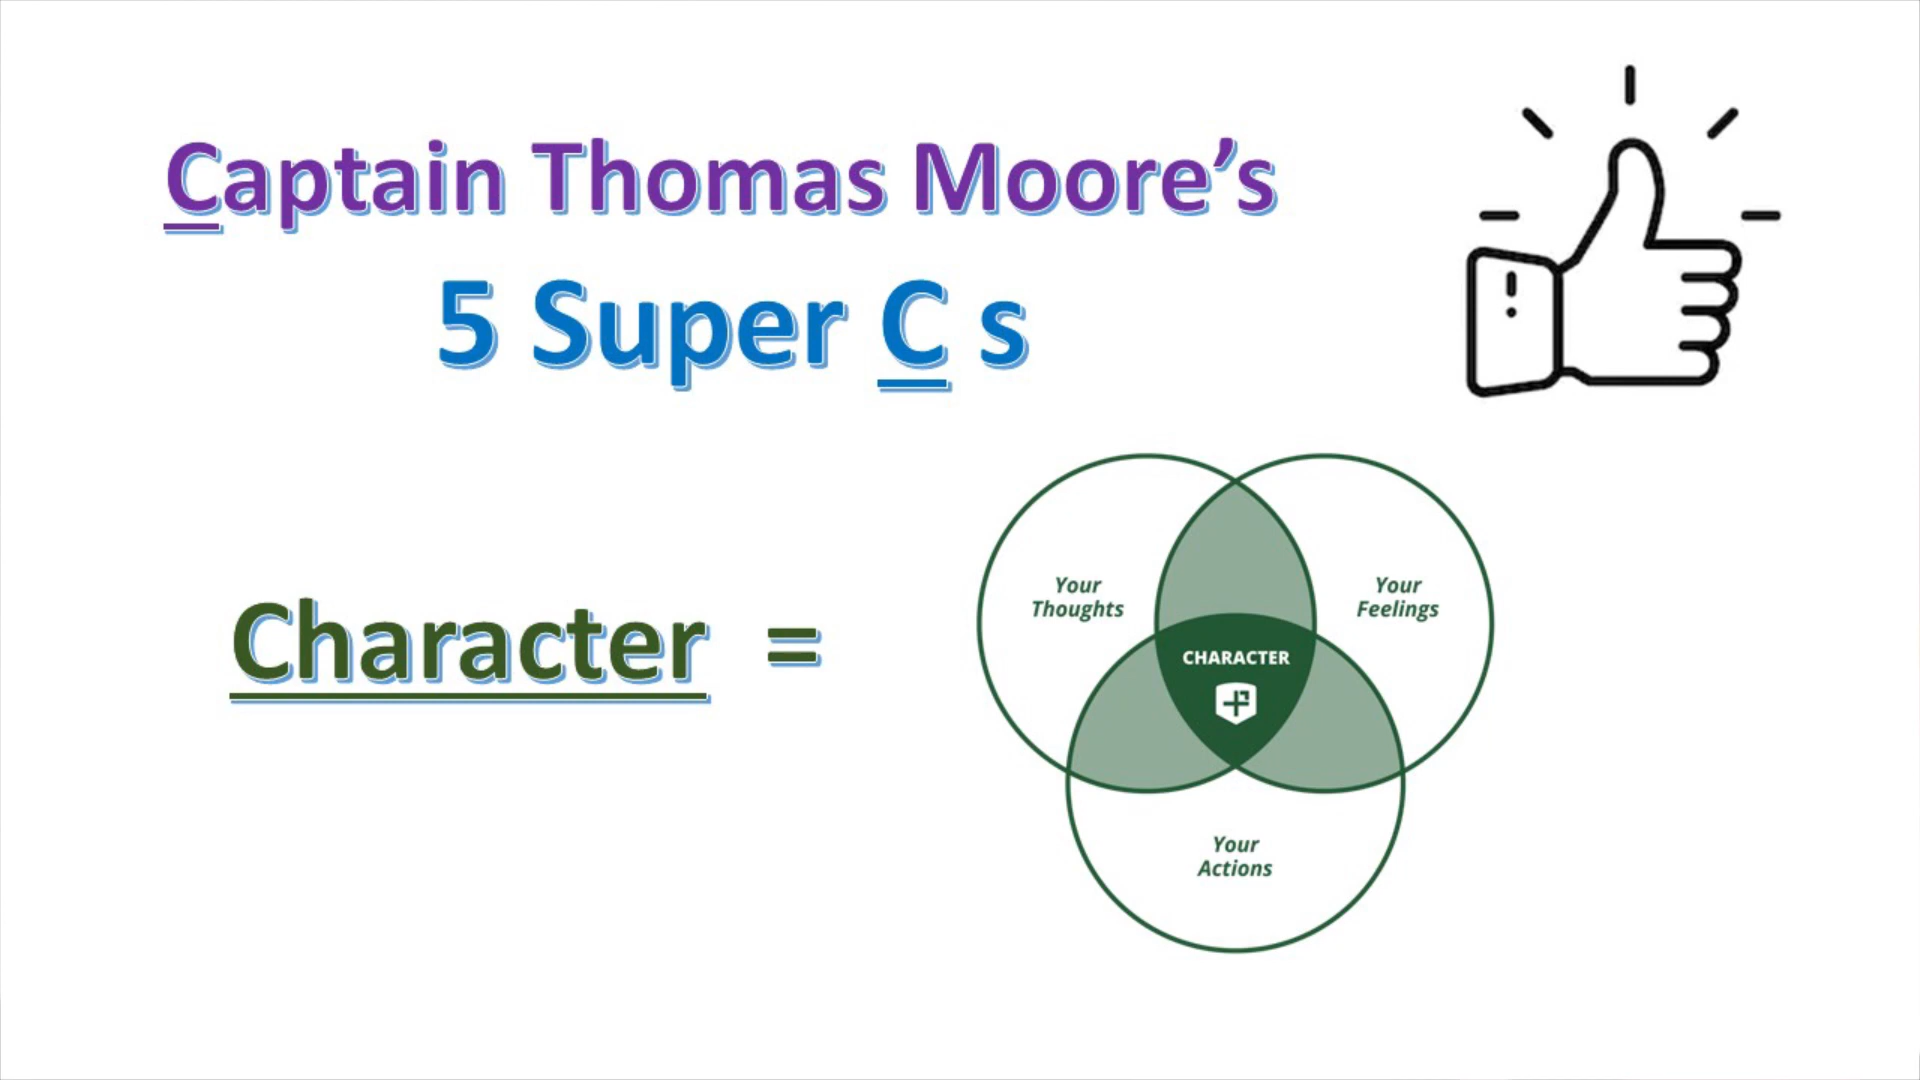 Captain Thomas Moore’s
5 Super C s
Character =
Your
Thoughts
Your
Feelings
CHARACTER
Your
Actions